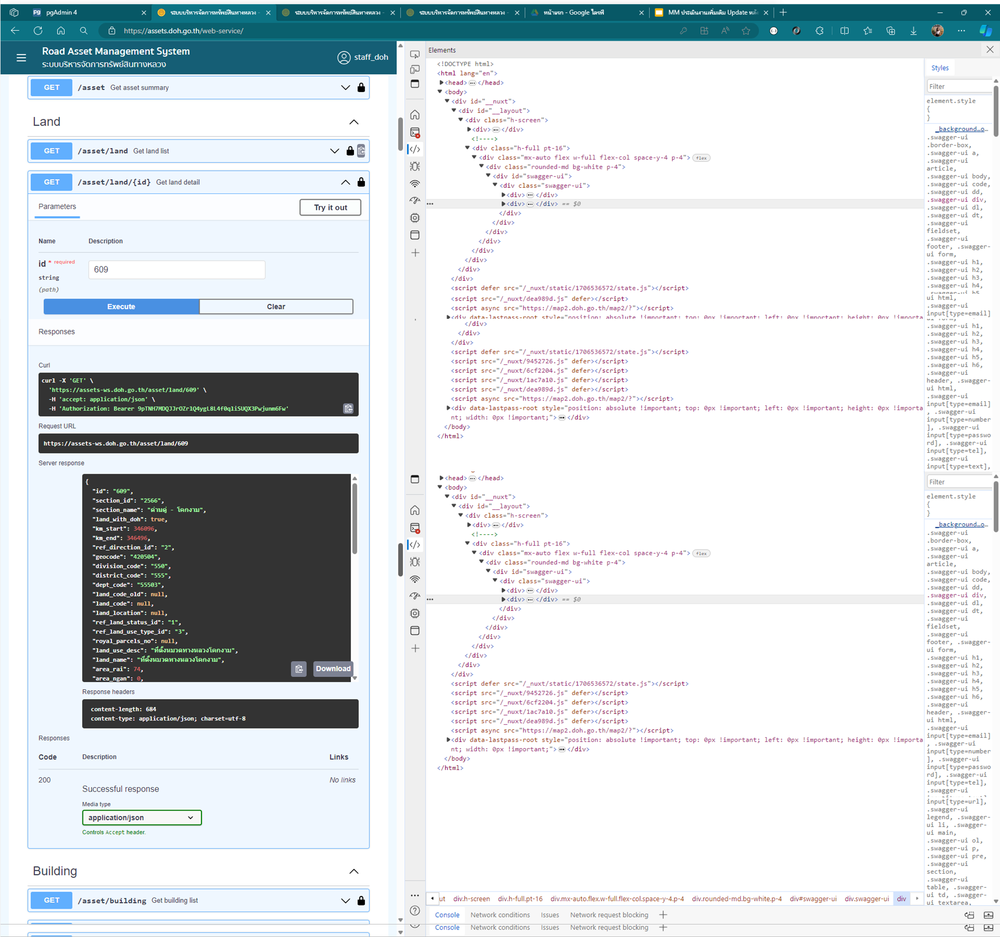 pgAdmin 4
ระบบบริหารจัดการทรัพย์สินทางหลวง -
ระบบบริหารจัดการทรัพย์สินทางหลวง -
ระบบบริหารจัดการทรัพย์สินทางหลวง -
หน้าแรก - Google ไดรฟ์
MM ประเมินงานเพิ่มเติม Update หลัง
https://assets.doh.go.th/web-service/
Road Asset Management System
ระบบบริหารจัดการทรัพย์สินทางหลวง
staff_doh
GET /asset Get asset summary
Land
GET /asset/land Get land list
GET /asset/land/{id} Get land detail
Parameters
Try it out
Name Description
id * required
609
string
(path)
Execute Clear
Responses
Curl
curl -X 'GET' \
'https://assets-ws.doh.go.th/asset/land/609' \
-H 'accept: application/json' \
-H 'Authorization: Bearer 9pTNH7MDQJJrOZrlQ4ygL8L4f0qliSUQX3Pwjunm6Fw'
Request URL
https://assets-ws.doh.go.th/asset/land/609
Server response
{
"id": "609",
"section_id": "2566",
"section_name": "ด่านดู่ - โคกงาม",
"land_with_doh": true,
"km_start": 346096,
"km_end": 346496,
"ref_direction_id": "2",
"geocode": "420504",
"division_code": "550",
"district_code": "555",
"dept_code": "55503",
"land_code_old": null,
"land_code": null,
"land_location": null,
"ref_land_status_id": "1",
"ref_land_use_type_id": "3",
"royal_parcels_no": null,
"land_use_desc": "ที่ตั้งหมวดทางหลวงโคกงาม",
"land_name": "ที่ตั้งหมวดทางหลวงโคกงาม",
"area_rai": 74,
"area_ngan": 0,
Download
Response headers
content-length: 684
content-type: application/json; charset=utf-8
Responses
Code Description Links
200
Successful response
No links
Media type
application/json
Controls Accept header.
Building
GET /asset/building Get building list
Elements
<!DOCTYPE html>
<html lang="en">
<head> … </head>
<body>
<div id="__nuxt">
<div id="__layout">
<div class="h-screen">
<div> … </div>
<!---->
<div class="h-full pt-16">
<div class="mx-auto flex w-full flex-col space-y-4 p-4"> flex
<div class="rounded-md bg-white p-4">
<div id="swagger-ui">
<div class="swagger-ui">
<div> … </div>
<div> … </div> == $0
</div>
</div>
</div>
</div>
</div>
</div>
</div>
</div>
<script defer src="/_nuxt/static/1706536572/state.js"></script>
<script src="/_nuxt/dea989d.js" defer></script>
<script async src="https://map2.doh.go.th/map2/?"></script>
<div data-lastpass-root style="position: absolute !important; top: 0px !important; left: 0px !important; height: 0px !importa
</div>
</div>
</div>
<script defer src="/_nuxt/static/1706536572/state.js"></script>
<script src="/_nuxt/9452726.js" defer></script>
<script src="/_nuxt/6cf2204.js" defer></script>
<script src="/_nuxt/1ac7a10.js" defer></script>
<script src="/_nuxt/dea989d.js" defer></script>
<script async src="https://map2.doh.go.th/map2/?"></script>
<div data-lastpass-root style="position: absolute !important; top: 0px !important; left: 0px !important; height: 0px !importa
nt; width: 0px !important;"> … </div>
</body>
</html>
<head> … </head>
<body>
<div id="__nuxt">
<div id="__layout">
<div class="h-screen">
<div> … </div>
<!---->
<div class="h-full pt-16">
<div class="mx-auto flex w-full flex-col space-y-4 p-4"> flex
<div class="rounded-md bg-white p-4">
<div id="swagger-ui">
<div class="swagger-ui">
<div> … </div>
<div> … </div> == $0
</div>
</div>
</div>
</div>
</div>
</div>
</div>
</div>
<script defer src="/_nuxt/static/1706536572/state.js"></script>
<script src="/_nuxt/9452726.js" defer></script>
<script src="/_nuxt/6cf2204.js" defer></script>
<script src="/_nuxt/1ac7a10.js" defer></script>
<script src="/_nuxt/dea989d.js" defer></script>
<script async src="https://map2.doh.go.th/map2/?"></script>
<div data-lastpass-root style="position: absolute !important; top: 0px !important; left: 0px !important; height: 0px !importa
nt; width: 0px !important;"> … </div>
</body>
</html>
ut div.h-screen div.h-full.pt-16 div.mx-auto.flex.w-full.flex-col.space-y-4.p-4 div.rounded-md.bg-white.p-4 div#swagger-ui div.swagger-ui div
Console Network conditions Issues Network request blocking
Console Network conditions Issues Network request blocking
Styles
Filter
element.style
{
}
_background…o…
.swagger-ui
.border-box,
.swagger-ui a,
.swagger-ui
article,
.swagger-ui body,
.swagger-ui code,
.swagger-ui dd,
.swagger-ui div,
.swagger-ui dl,
.swagger-ui dt,
.swagger-ui
fieldset,
.swagger-ui
footer, .swagger-
ui form,
.swagger-ui h1,
.swagger-ui h2,
.swagger-ui h3,
.swagger-ui h4,
.swagger-ui h5
ui html,
.swagger-ui
input[type=email]
ui form,
.swagger-ui h1,
.swagger-ui h2,
.swagger-ui h3,
.swagger-ui h4,
.swagger-ui h5,
.swagger-ui h6,
.swagger-ui
header, .swagger-
ui html,
.swagger-ui
input[type=email]
, .swagger-ui
input[type=number
], .swagger-ui
input[type=passwo
rd], .swagger-ui
input[type=tel],
.swagger-ui
input[type=text],
Filter
element.style
{
}
_background…o…
.swagger-ui
.border-box,
.swagger-ui a,
.swagger-ui
article,
.swagger-ui body,
.swagger-ui code,
.swagger-ui dd,
.swagger-ui div,
.swagger-ui dl,
.swagger-ui dt,
.swagger-ui
fieldset,
.swagger-ui
footer, .swagger-
ui form,
.swagger-ui h1,
.swagger-ui h2,
.swagger-ui h3,
.swagger-ui h4,
.swagger-ui h5,
.swagger-ui h6,
.swagger-ui
header, .swagger-
ui html,
.swagger-ui
input[type=email]
, .swagger-ui
input[type=number
], .swagger-ui
input[type=passwo
rd], .swagger-ui
input[type=tel],
.swagger-ui
input[type=url],
.swagger-ui
legend, .swagger-
ui li, .swagger-
ui main,
.swagger-ui ol,
.swagger-ui p,
.swagger-ui pre,
.swagger-ui
section,
.swagger-ui
table, .swagger-
ui td, .swagger-
ui textarea,